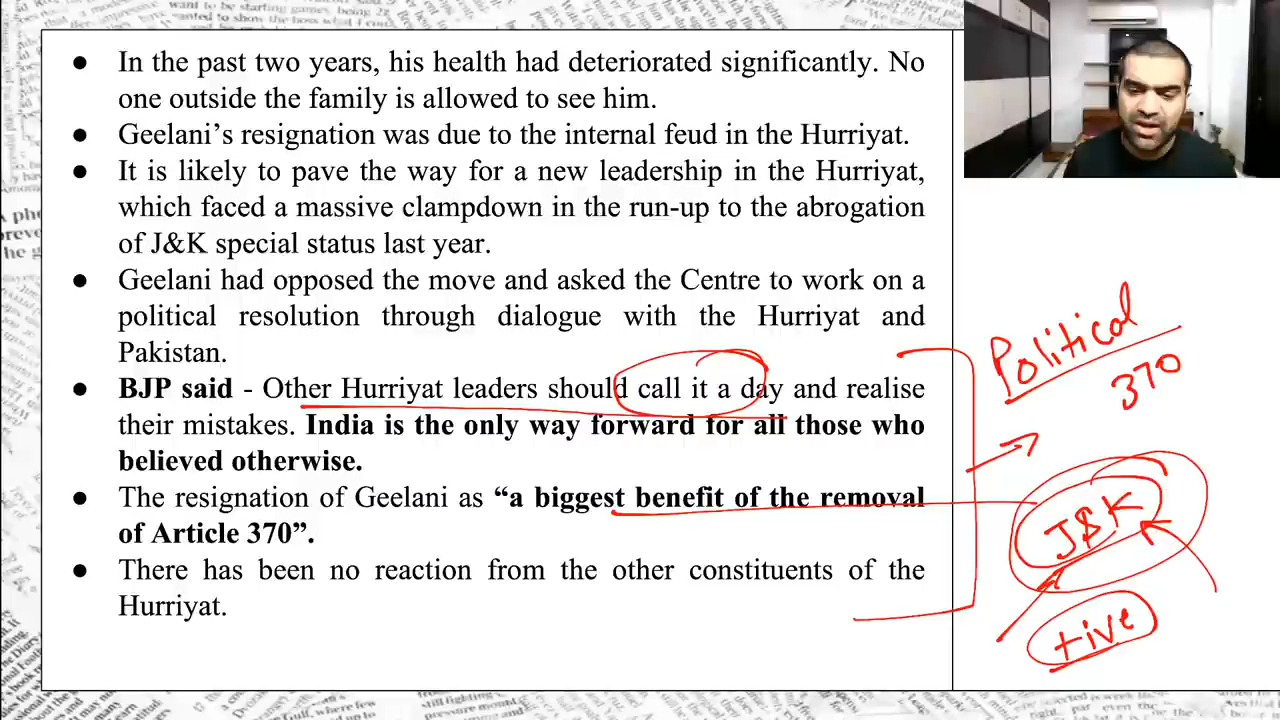 ● In the past two years, his health had deteriorated significantly. No
one outside the family is allowed to see him.
● Geelani’s resignation was due to the internal feud in the Hurriyat.
● It is likely to pave the way for a new leadership in the Hurriyat,
which faced a massive clampdown in the run-up to the abrogation
of J&K special status last year.
● Geelani had opposed the move and asked the Centre to work on a
political resolution through dialogue with the Hurriyat and
Pakistan.
● BJP said - Other Hurriyat leaders should call it a day and realise
their mistakes. India is the only way forward for all those who
believed otherwise.
● The resignation of Geelani as “a biggest benefit of the removal
of Article 370”.
● There has been no reaction from the other constituents of the
Hurriyat.
Political
370
J&K
+ive